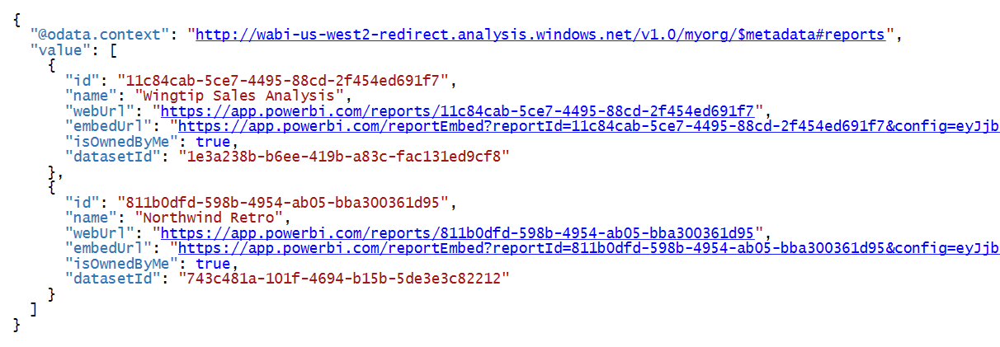 {
  "@odata.context": "http://wabi-us-west2-redirect.analysis.windows.net/v1.0/myorg/$metadata#reports",
  "value": [
    {
      "id": "11c84cab-5ce7-4495-88cd-2f454ed691f7",
      "name": "Wingtip Sales Analysis",
      "webUrl": "https://app.powerbi.com/reports/11c84cab-5ce7-4495-88cd-2f454ed691f7",
      "embedUrl": "https://app.powerbi.com/reportEmbed?reportId=11c84cab-5ce7-4495-88cd-2f454ed691f7&config=eyJjb
      "isOwnedByMe": true,
      "datasetId": "1e3a238b-b6ee-419b-a83c-fac131ed9cf8"
    },
    {
      "id": "811b0dfd-598b-4954-ab05-bba300361d95",
      "name": "Northwind Retro",
      "webUrl": "https://app.powerbi.com/reports/811b0dfd-598b-4954-ab05-bba300361d95",
      "embedUrl": "https://app.powerbi.com/reportEmbed?reportId=811b0dfd-598b-4954-ab05-bba300361d95&config=eyJjb
      "isOwnedByMe": true,
      "datasetId": "743c481a-101f-4694-b15b-5de3e3c82212"
    }
  ]
}